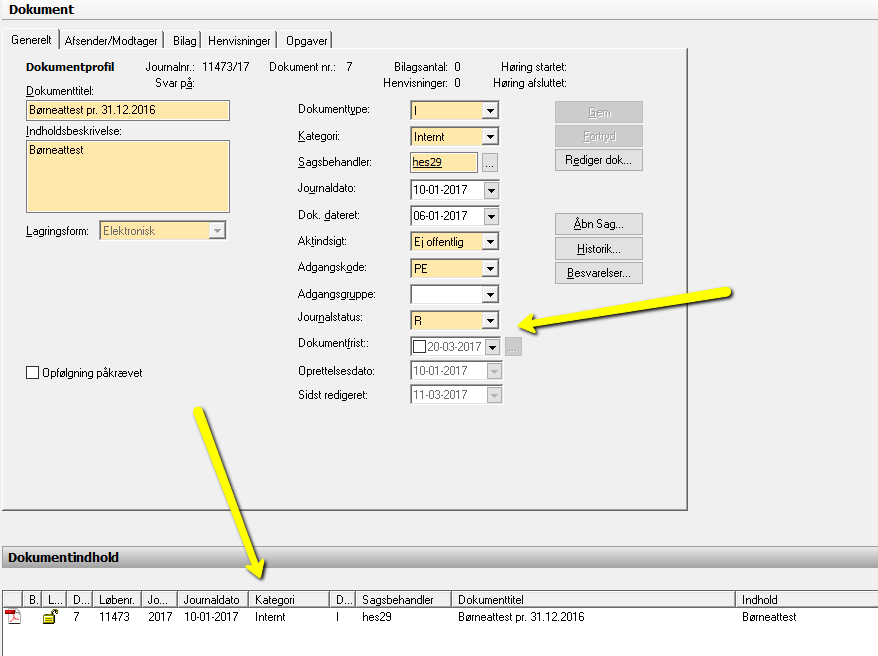 Dokument
Generelt Afsender/Modtager Bilag Henvisninger Opgaver
Dokumentprofil Journalnr.: 11473/17 Dokument nr.: 7 Bilagsantal: 0 Høring startet:
Svar på: Henvisninger: 0 Høring afsluttet:
Dokumenttitel:
Børneattest pr. 31.12.2016
Indholdsbeskrivelse:
Børneattest
Lagringsform: Elektronisk
Opfølgning påkrævet
Dokumenttype: I
Kategori: Internt
Sagsbehandler: hes29 ...
Journaldato: 10-01-2017
Dok. dateret: 06-01-2017
Aktindsigt: Ej offentlig
Adgangskode: PE
Adgangsgruppe:
Journalstatus: R
Dokumentfrist:: 20-03-2017 ...
Oprettelsesdato: 10-01-2017
Sidst redigeret: 11-03-2017
Gem
Fortryd
Rediger dok...
Åbn Sag...
Historik...
Besvarelser...
Dokumentindhold
B. L... D... Løbenr. Jo... Journaldato Kategori D... Sagsbehandler Dokumenttitel Indhold
7 11473 2017 10-01-2017 Internt I hes29 Børneattest pr. 31.12.2016 Børneattest